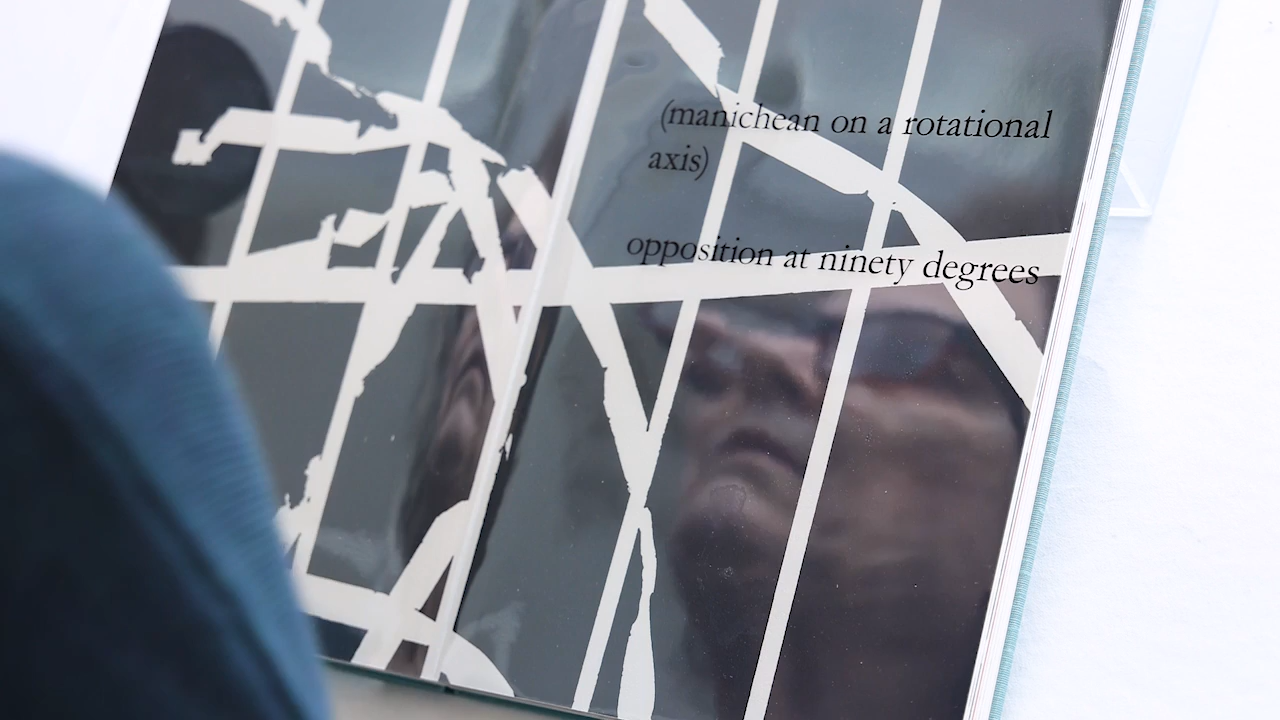 (manichean on a rotational
axis)
opposition at ninety degrees